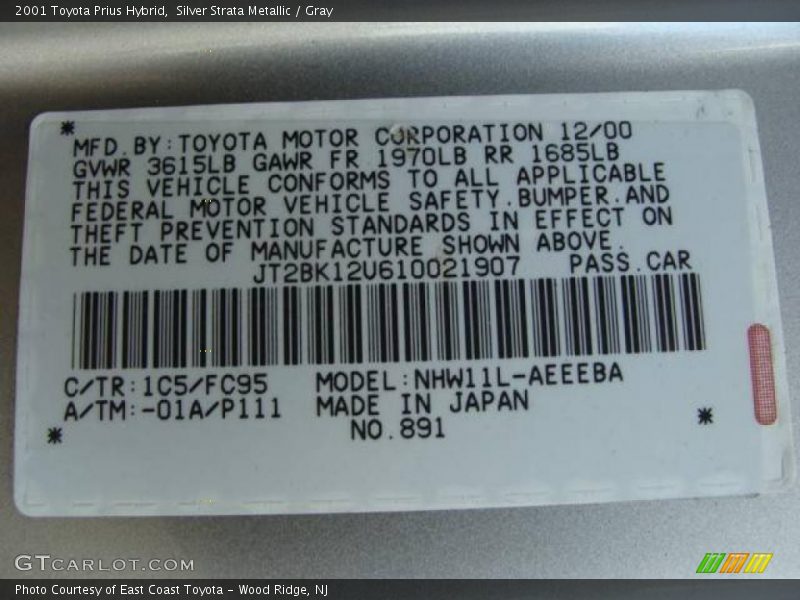 2001 Toyota Prius Hybrid, Silver Strata Metallic / Gray
* MFD.BY:TOYOTA MOTOR CORPORATION 12/00
GVWR 3615LB GAWR FR 1970LB RR 1685LB
THIS VEHICLE CONFORMS TO ALL APPLICABLE
FEDERAL MOTOR VEHICLE SAFETY.BUMPER.AND
THEFT PREVENTION STANDARDS IN EFFECT ON
THE DATE OF MANUFACTURE SHOWN ABOVE.
JT2BK12U610021907 PASS.CAR
C/TR:1C5/FC95 MODEL:NHW11L-AEEEBA
A/TM:-01A/P111 MADE IN JAPAN
* NO.891 *
GTCARLOT.COM
Photo Courtesy of East Coast Toyota - Wood Ridge, NJ